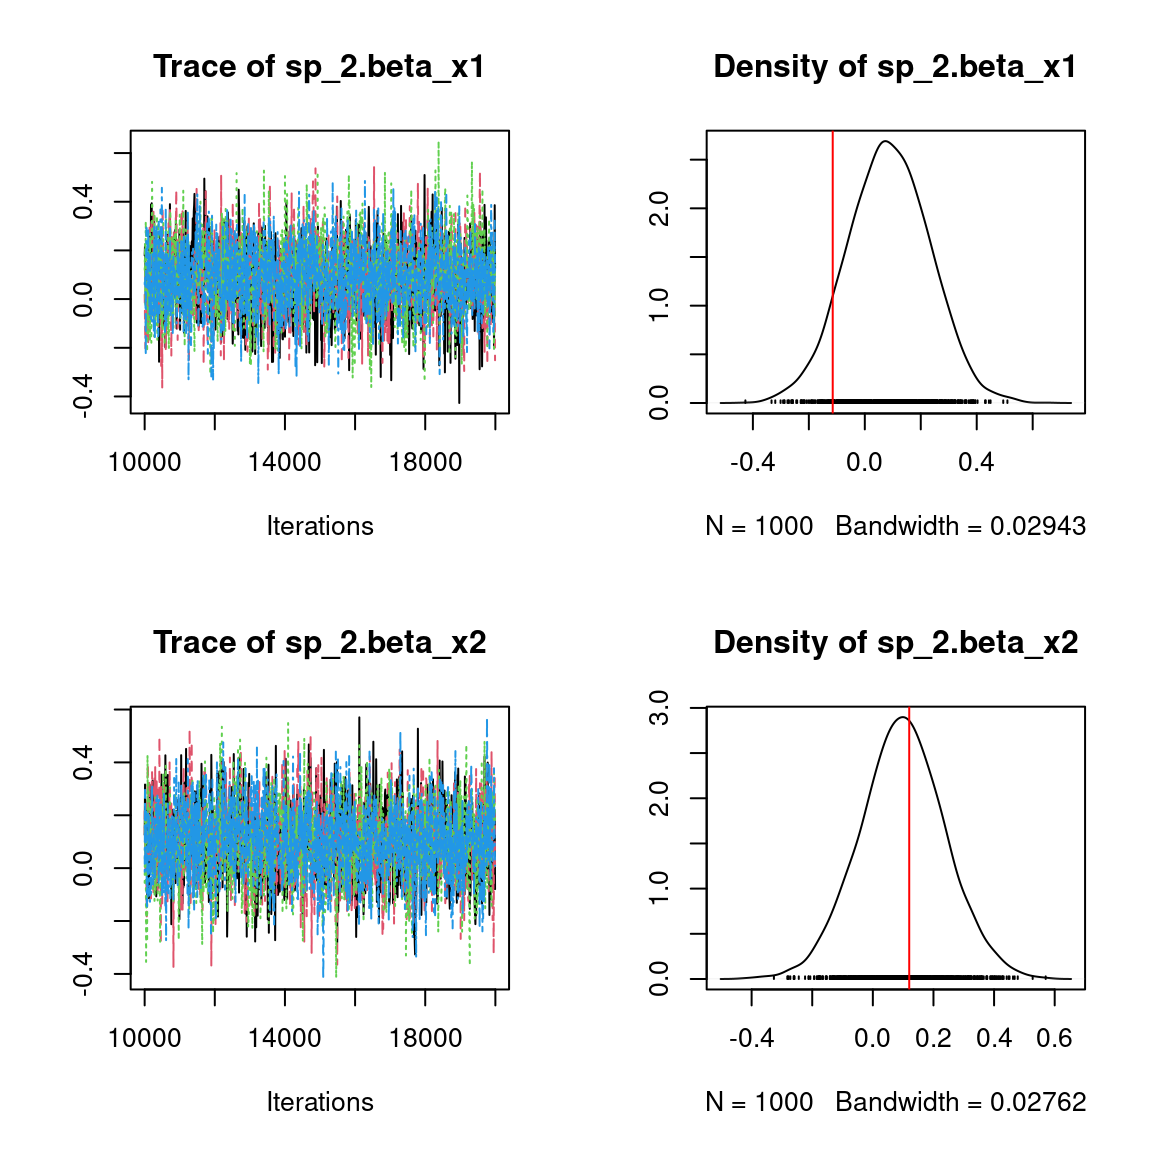 Trace of sp_2.beta_x1
0.4
0.0
-0.4
10000 14000 18000
Iterations
Density of sp_2.beta_x1
2.0
1.0
0.0
-0.4 0.0 0.4
N = 1000 Bandwidth = 0.02943
Trace of sp_2.beta_x2
0.4
0.0
-0.4
10000 14000 18000
Iterations
Density of sp_2.beta_x2
3.0
2.0
1.0
0.0
-0.4 0.0 0.2 0.4 0.6
N = 1000 Bandwidth = 0.02762